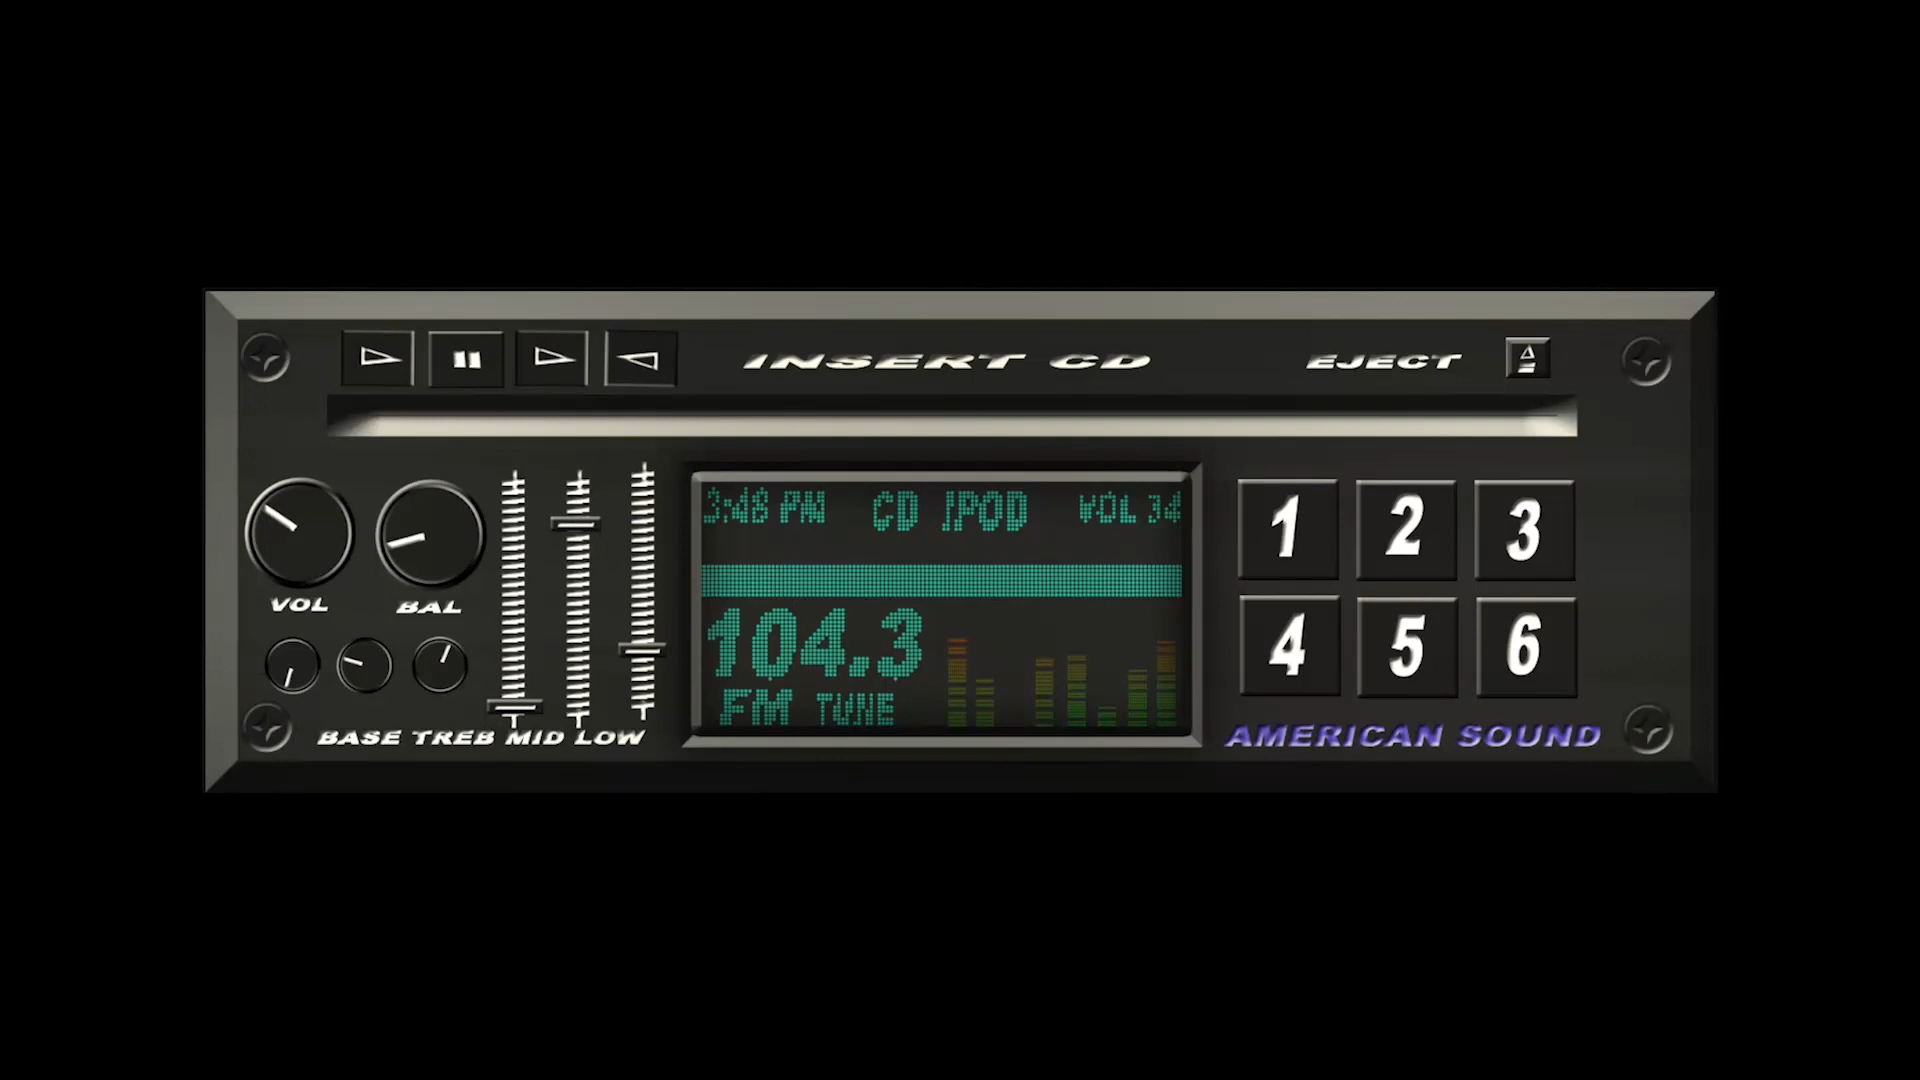 INSERT CD
EJECT
3:48 PM CD IPOD VOL 34
104.3
FM TUNE
VOL BAL
BASE TREB MID LOW
1 2 3
4 5 6
AMERICAN SOUND